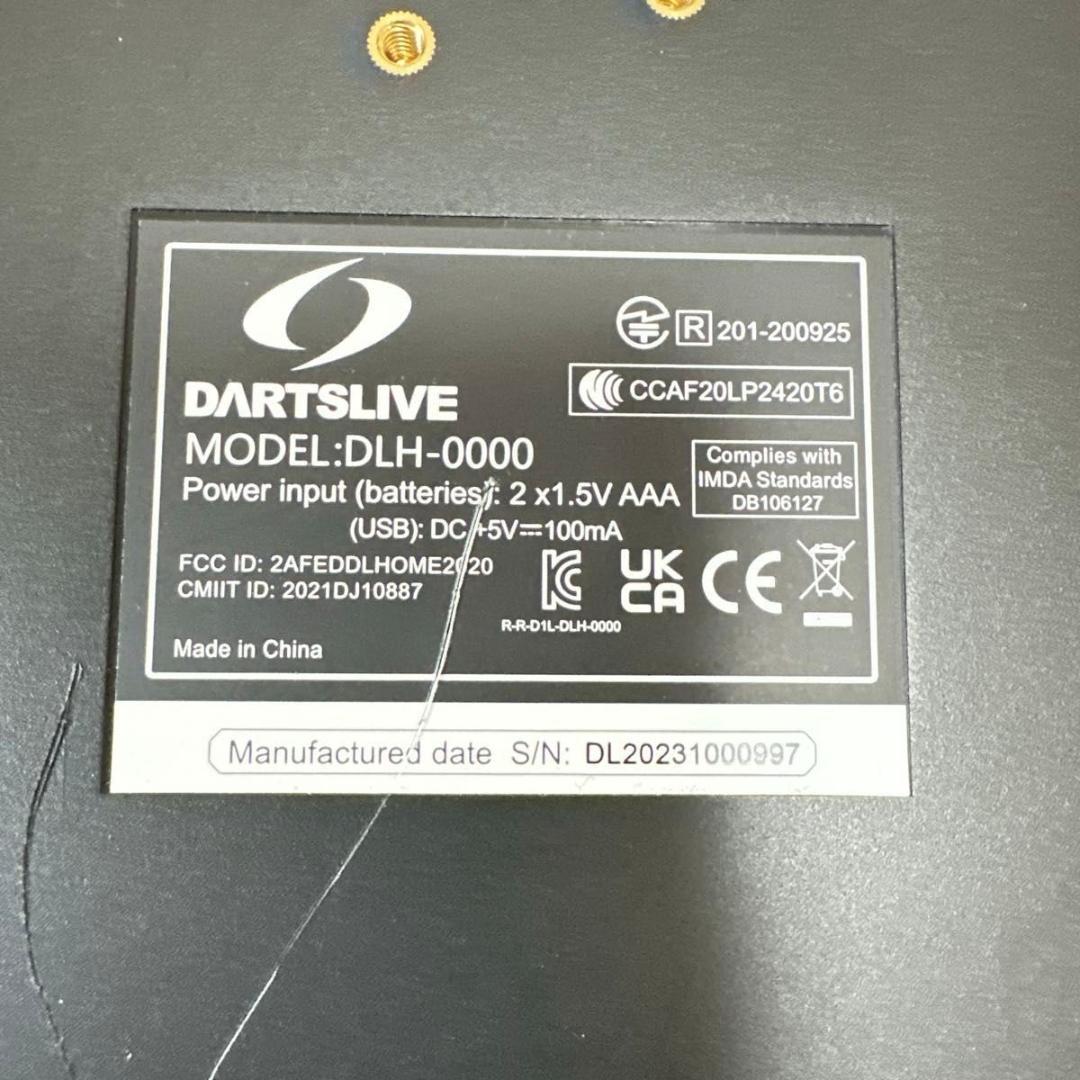 DARTSLIVE
MODEL:DLH-0000
Power input (batteries): 2 x1.5V AAA
(USB): DC +5V⎓100mA
FCC ID: 2AFEDDLHOME2020
CMIIT ID: 2021DJ10887
Made in China
R 201-200925
CCAF20LP2420T6
Complies with
IMDA Standards
DB106127
R-R-D1L-DLH-0000
UK
CA
CE
Manufactured date S/N: DL20231000997